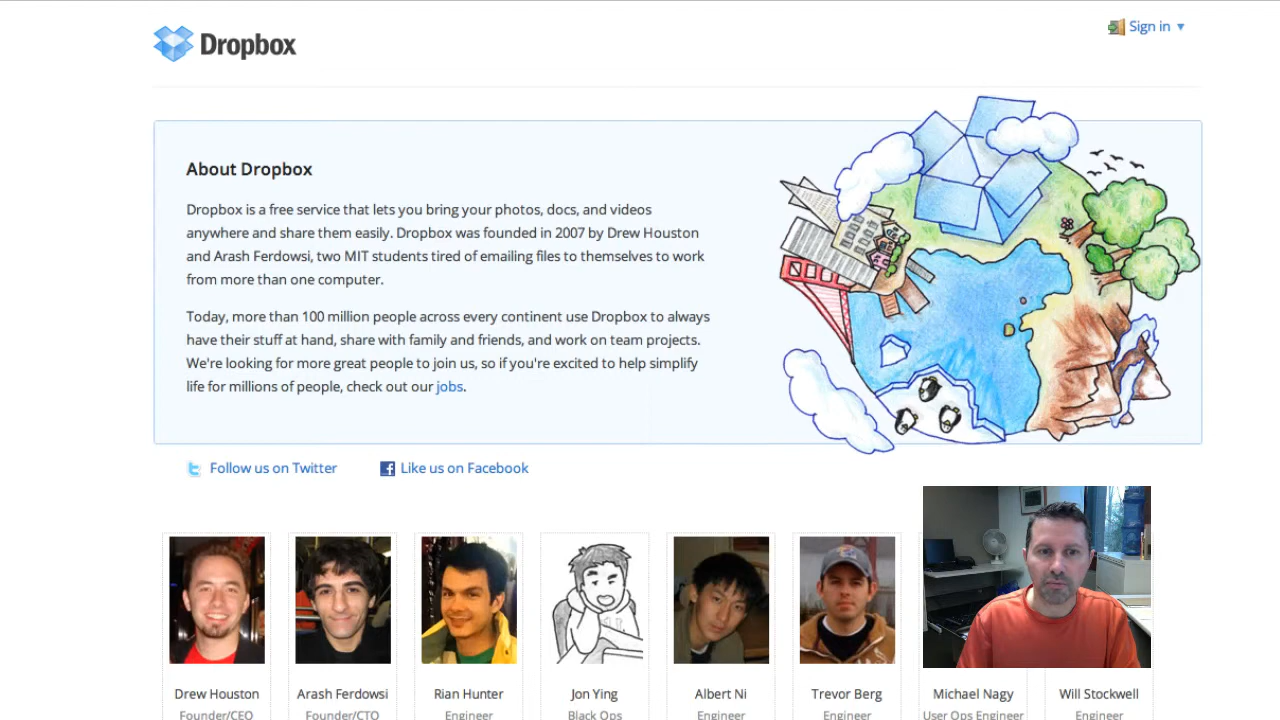 Dropbox
Sign in
About Dropbox
Dropbox is a free service that lets you bring your photos, docs, and videos
anywhere and share them easily. Dropbox was founded in 2007 by Drew Houston
and Arash Ferdowsi, two MIT students tired of emailing files to themselves to work
from more than one computer.
Today, more than 100 million people across every continent use Dropbox to always
have their stuff at hand, share with family and friends, and work on team projects.
We're looking for more great people to join us, so if you're excited to help simplify
life for millions of people, check out our jobs.
Follow us on Twitter
Like us on Facebook
Drew Houston
Arash Ferdowsi
Rian Hunter
Jon Ying
Albert Ni
Trevor Berg
Michael Nagy
Will Stockwell
Founder/CEO
Founder/CTO
Engineer
Black Ops
Engineer
Engineer
User Ops Engineer
Engineer